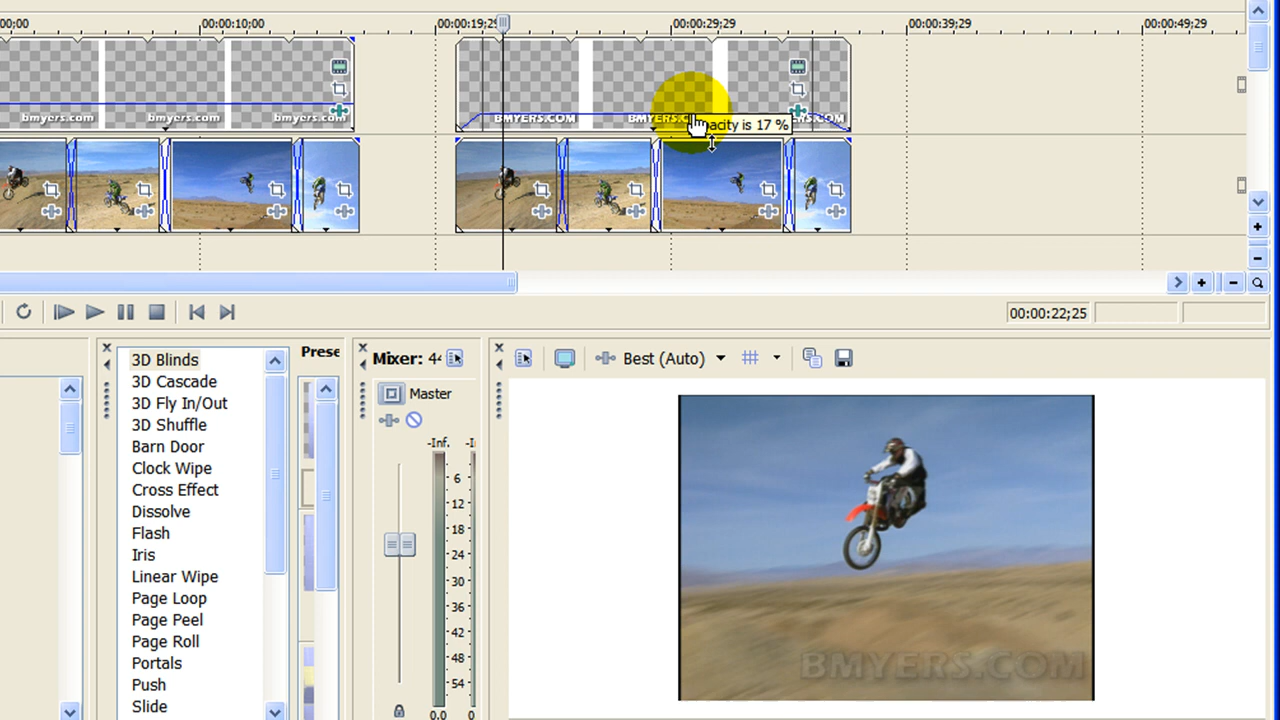 00;00 00:00:10;00 00:00:19;29 00:00:29;29 00:00:39;29 00:00:49;29
BMYERS.COM BMYERS.COM BMYERS.COM BMYERS.COM
acity is 17 %
00:00:22;25
3D Blinds
3D Cascade
3D Fly In/Out
3D Shuffle
Barn Door
Clock Wipe
Cross Effect
Dissolve
Flash
Iris
Linear Wipe
Page Loop
Page Peel
Page Roll
Portals
Push
Slide
Prese
Mixer: 44
Master
-Inf. -I
6
12
18
24
30
36
42
48
54
0.0 0
Best (Auto)
BMYERS.COM